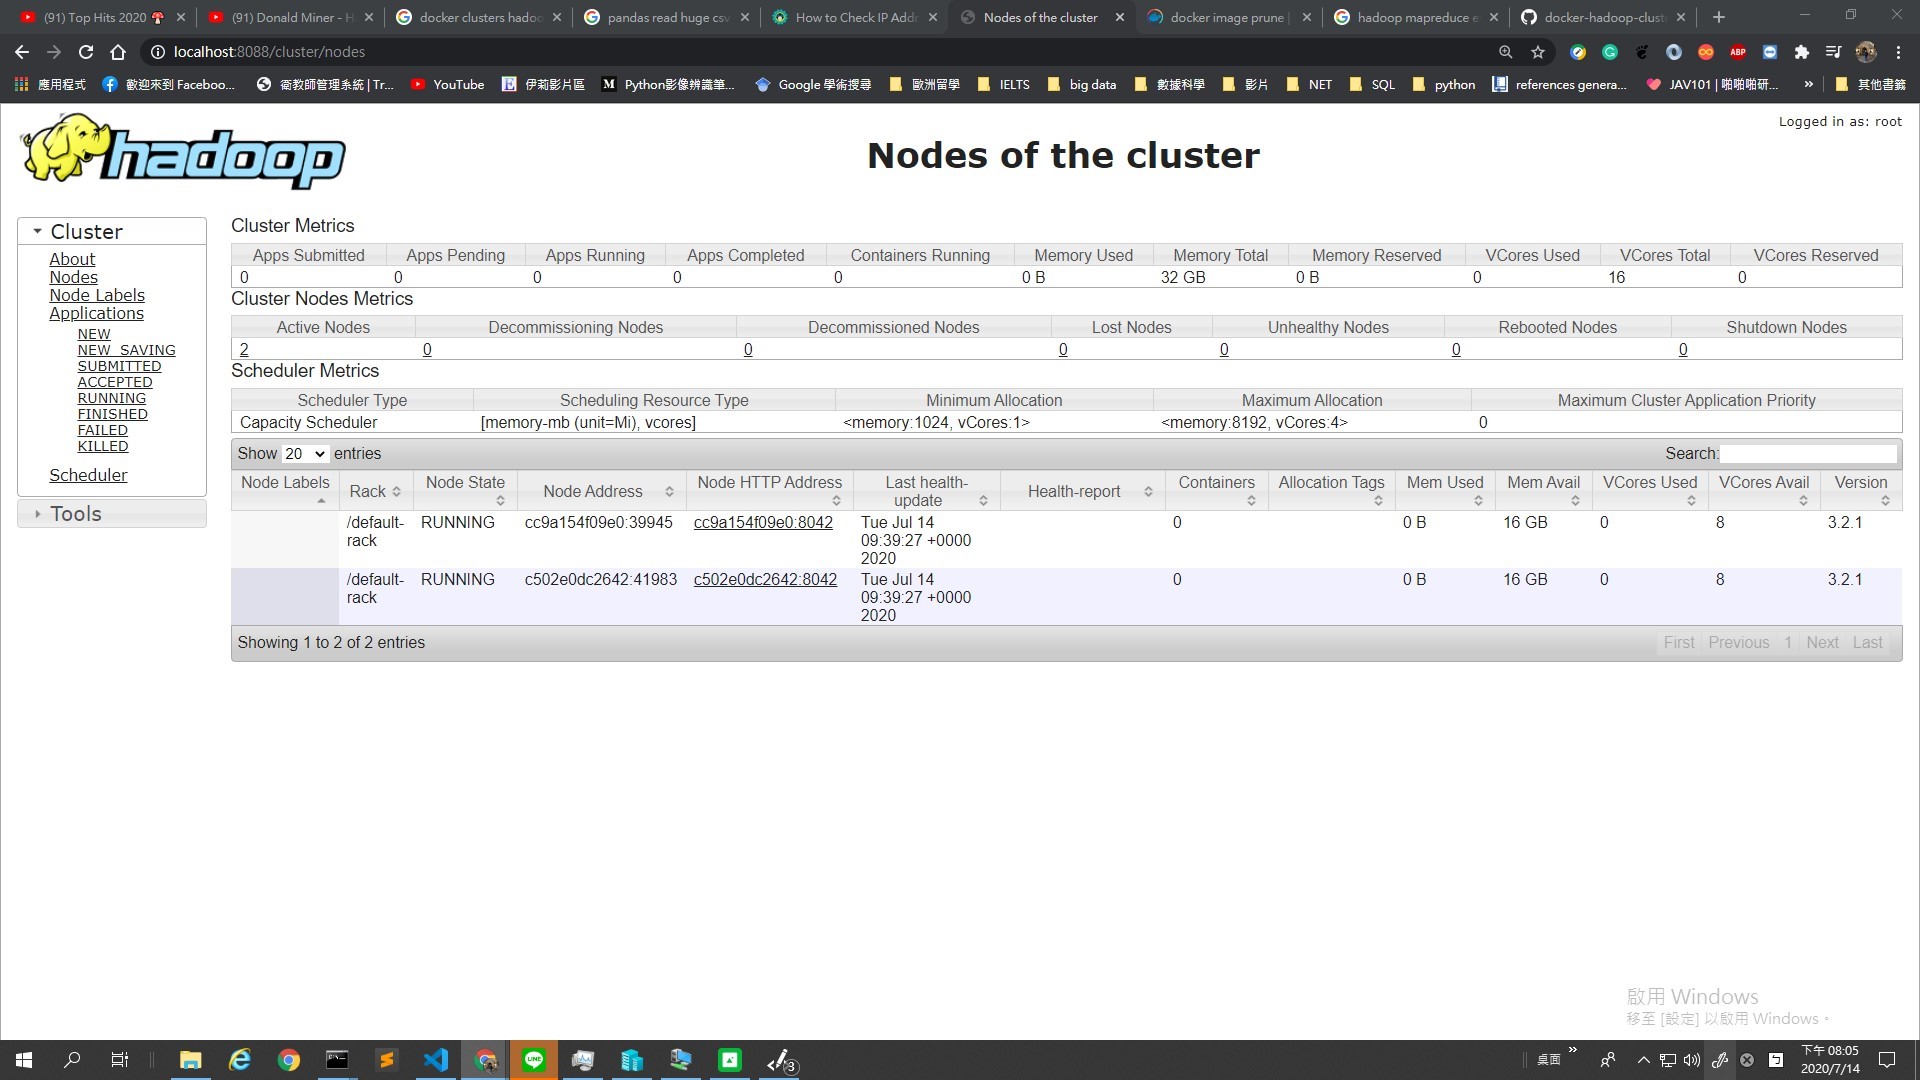 (91) Top Hits 2020
(91) Donald Miner - H
docker clusters hadoo
pandas read huge csv
How to Check IP Addr
Nodes of the cluster
docker image prune |
hadoop mapreduce e
docker-hadoop-clust
localhost:8088/cluster/nodes
ABP
應用程式
歡迎來到 Faceboo...
衛教師管理系統 | Tr...
YouTube
伊莉影片區
Python影像辨識筆...
Google 學術搜尋
歐洲留學
IELTS
big data
數據科學
影片
NET
SQL
python
references genera...
JAV101 | 啪啪啪研...
»
其他書籤
hadoop
Nodes of the cluster
Logged in as: root
Cluster
About
Nodes
Node Labels
Applications
NEW
NEW_SAVING
SUBMITTED
ACCEPTED
RUNNING
FINISHED
FAILED
KILLED
Scheduler
Tools
Cluster Metrics
Apps Submitted Apps Pending Apps Running Apps Completed Containers Running Memory Used Memory Total Memory Reserved VCores Used VCores Total VCores Reserved
0 0 0 0 0 0 B 32 GB 0 B 0 16 0
Cluster Nodes Metrics
Active Nodes Decommissioning Nodes Decommissioned Nodes Lost Nodes Unhealthy Nodes Rebooted Nodes Shutdown Nodes
2 0 0 0 0 0 0
Scheduler Metrics
Scheduler Type Scheduling Resource Type Minimum Allocation Maximum Allocation Maximum Cluster Application Priority
Capacity Scheduler [memory-mb (unit=Mi), vcores] <memory:1024, vCores:1> <memory:8192, vCores:4> 0
Show 20 entries Search:
Node Labels Rack Node State Node Address Node HTTP Address Last health-update Health-report Containers Allocation Tags Mem Used Mem Avail VCores Used VCores Avail Version
/default-rack RUNNING cc9a154f09e0:39945 cc9a154f09e0:8042 Tue Jul 14 09:39:27 +0000 2020 0 0 B 16 GB 0 8 3.2.1
/default-rack RUNNING c502e0dc2642:41983 c502e0dc2642:8042 Tue Jul 14 09:39:27 +0000 2020 0 0 B 16 GB 0 8 3.2.1
Showing 1 to 2 of 2 entries First Previous 1 Next Last
啟用 Windows
移至 [設定] 以啟用 Windows。
LINE
3
桌面
»
下午 08:05
2020/7/14